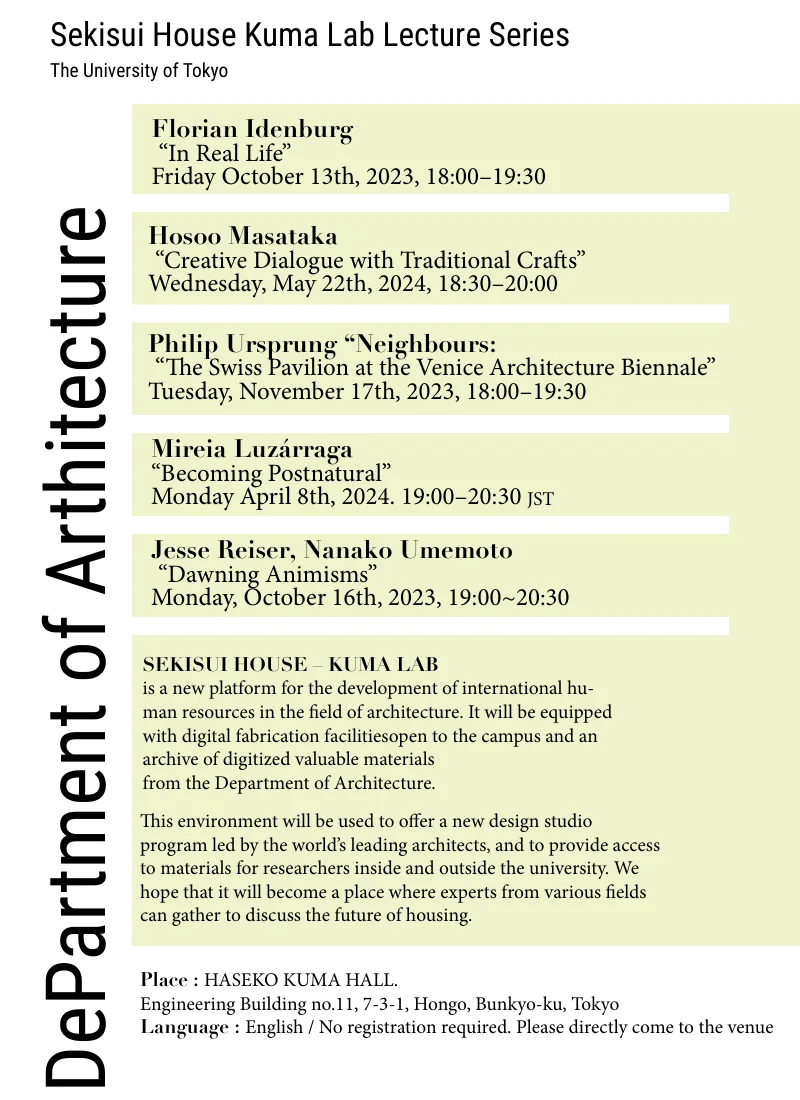 Sekisui House Kuma Lab Lecture Series
The University of Tokyo
DePartment of Arthitecture
Florian Idenburg
“In Real Life”
Friday October 13th, 2023, 18:00–19:30
Hosoo Masataka
“Creative Dialogue with Traditional Crafts”
Wednesday, May 22th, 2024, 18:30–20:00
Philip Ursprung “Neighbours:
“The Swiss Pavilion at the Venice Architecture Biennale”
Tuesday, November 17th, 2023, 18:00–19:30
Mireia Luzárraga
“Becoming Postnatural”
Monday April 8th, 2024. 19:00–20:30 JST
Jesse Reiser, Nanako Umemoto
“Dawning Animisms”
Monday, October 16th, 2023, 19:00~20:30
SEKISUI HOUSE – KUMA LAB
is a new platform for the development of international hu-
man resources in the field of architecture. It will be equipped
with digital fabrication facilitiesopen to the campus and an
archive of digitized valuable materials
from the Department of Architecture.
This environment will be used to offer a new design studio
program led by the world’s leading architects, and to provide access
to materials for researchers inside and outside the university. We
hope that it will become a place where experts from various fields
can gather to discuss the future of housing.
Place : HASEKO KUMA HALL.
Engineering Building no.11, 7-3-1, Hongo, Bunkyo-ku, Tokyo
Language : English / No registration required. Please directly come to the venue